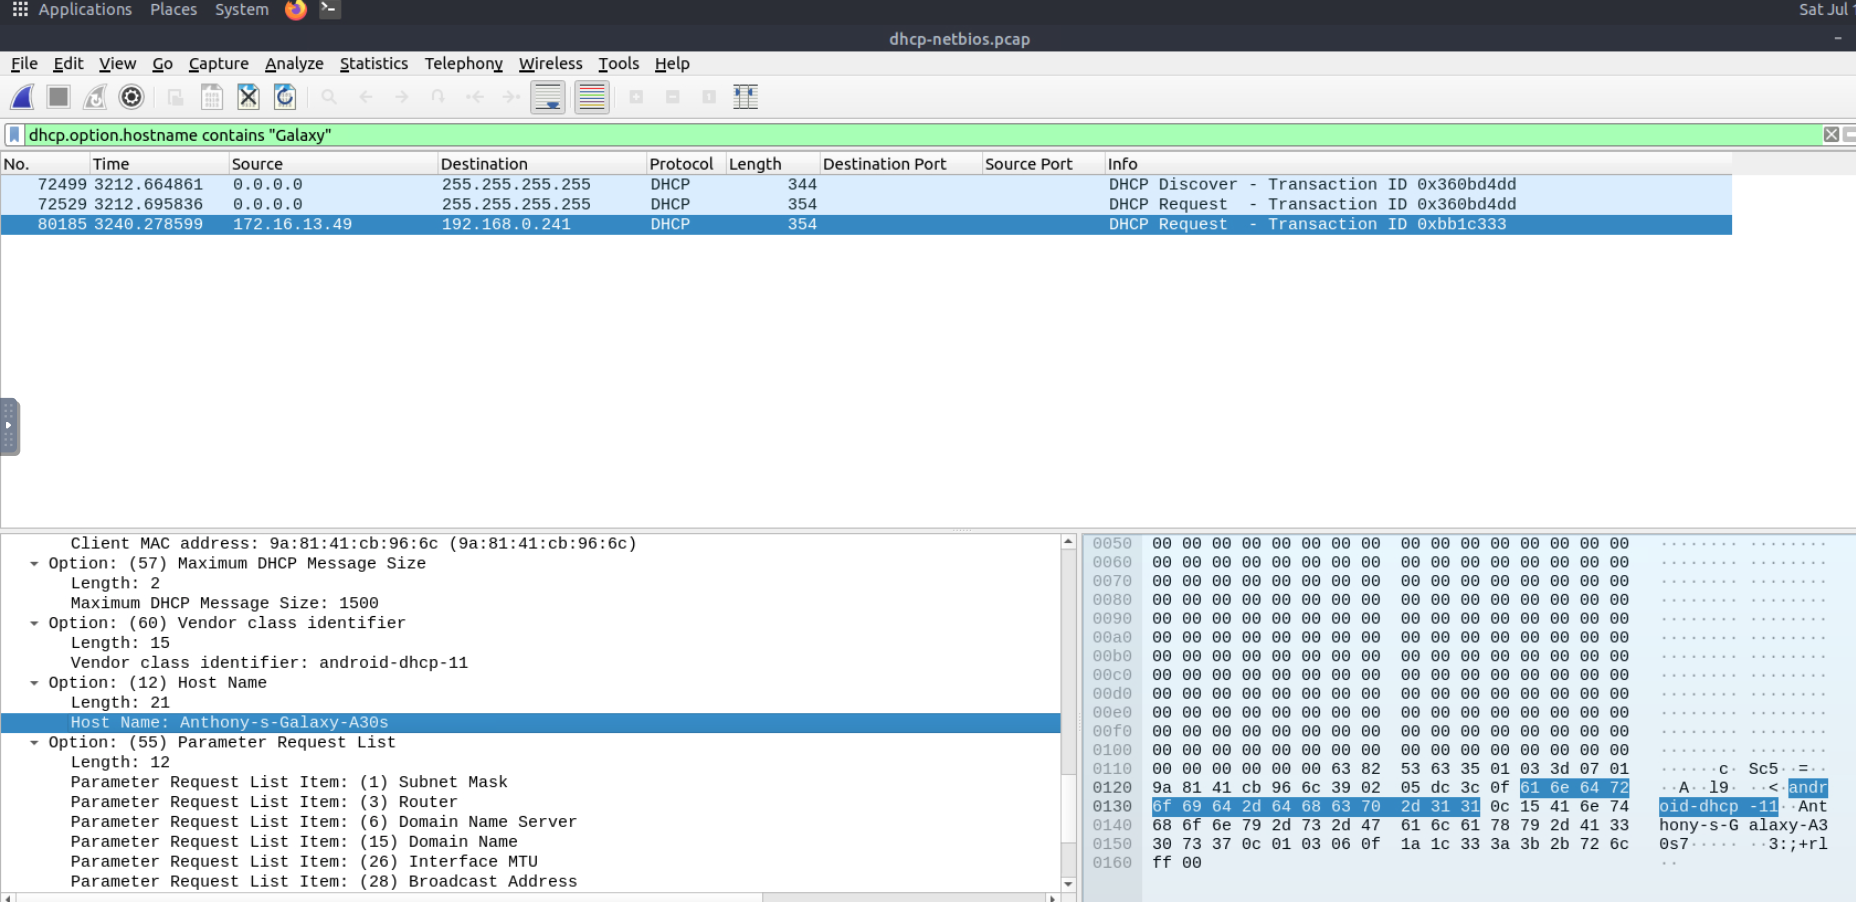 Applications Places System Sat Jul
dhcp-netbios.pcap
File Edit View Go Capture Analyze Statistics Telephony Wireless Tools Help
dhcp.option.hostname contains "Galaxy"
No. Time Source Destination Protocol Length Destination Port Source Port Info
72499 3212.664861 0.0.0.0 255.255.255.255 DHCP 344 DHCP Discover - Transaction ID 0x360bd4dd
72529 3212.695836 0.0.0.0 255.255.255.255 DHCP 354 DHCP Request - Transaction ID 0x360bd4dd
80185 3240.278599 172.16.13.49 192.168.0.241 DHCP 354 DHCP Request - Transaction ID 0xbb1c333
Client MAC address: 9a:81:41:cb:96:6c (9a:81:41:cb:96:6c)
Option: (57) Maximum DHCP Message Size
Length: 2
Maximum DHCP Message Size: 1500
Option: (60) Vendor class identifier
Length: 15
Vendor class identifier: android-dhcp-11
Option: (12) Host Name
Length: 21
Host Name: Anthony-s-Galaxy-A30s
Option: (55) Parameter Request List
Length: 12
Parameter Request List Item: (1) Subnet Mask
Parameter Request List Item: (3) Router
Parameter Request List Item: (6) Domain Name Server
Parameter Request List Item: (15) Domain Name
Parameter Request List Item: (26) Interface MTU
Parameter Request List Item: (28) Broadcast Address
0050 00 00 00 00 00 00 00 00 00 00 00 00 00 00 00 00 ········ ········
0060 00 00 00 00 00 00 00 00 00 00 00 00 00 00 00 00 ········ ········
0070 00 00 00 00 00 00 00 00 00 00 00 00 00 00 00 00 ········ ········
0080 00 00 00 00 00 00 00 00 00 00 00 00 00 00 00 00 ········ ········
0090 00 00 00 00 00 00 00 00 00 00 00 00 00 00 00 00 ········ ········
00a0 00 00 00 00 00 00 00 00 00 00 00 00 00 00 00 00 ········ ········
00b0 00 00 00 00 00 00 00 00 00 00 00 00 00 00 00 00 ········ ········
00c0 00 00 00 00 00 00 00 00 00 00 00 00 00 00 00 00 ········ ········
00d0 00 00 00 00 00 00 00 00 00 00 00 00 00 00 00 00 ········ ········
00e0 00 00 00 00 00 00 00 00 00 00 00 00 00 00 00 00 ········ ········
00f0 00 00 00 00 00 00 00 00 00 00 00 00 00 00 00 00 ········ ········
0100 00 00 00 00 00 00 00 00 00 00 00 00 00 00 00 00 ········ ········
0110 00 00 00 00 00 00 63 82 53 63 35 01 03 3d 07 01 ······c· Sc5··=··
0120 9a 81 41 cb 96 6c 39 02 05 dc 3c 0f 61 6e 64 72 ··A··l9· ··<·andr
0130 6f 69 64 2d 64 68 63 70 2d 31 31 0c 15 41 6e 74 oid-dhcp -11··Ant
0140 68 6f 6e 79 2d 73 2d 47 61 6c 61 78 79 2d 41 33 hony-s-G alaxy-A3
0150 30 73 37 0c 01 03 06 0f 1a 1c 33 3a 3b 2b 72 6c 0s7····· ··3:;+rl
0160 ff 00 ··